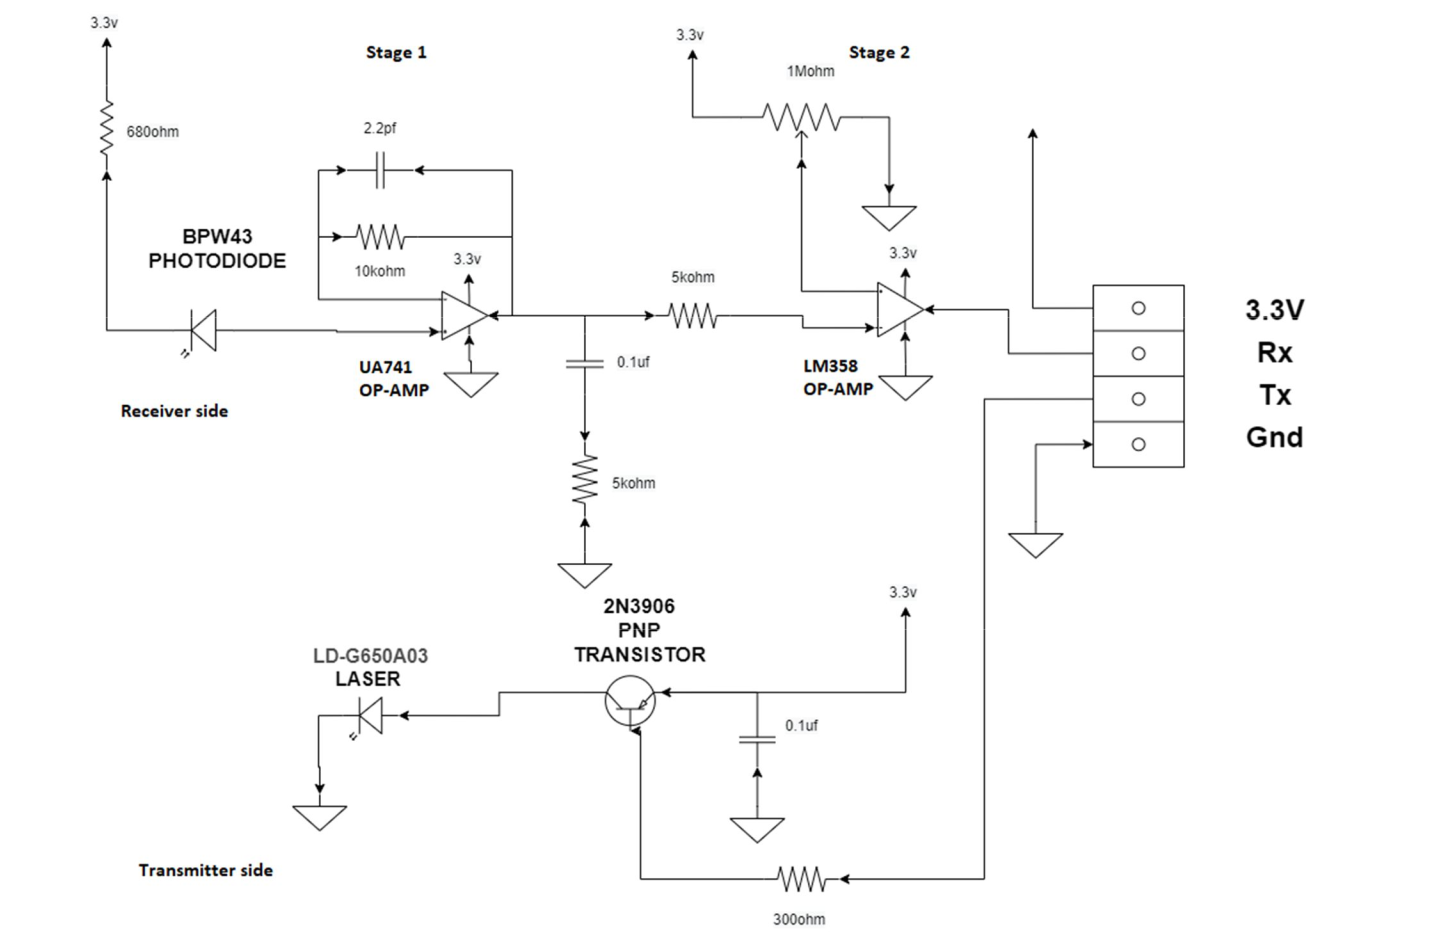 3.3v
Stage 1
3.3v
Stage 2
1Mohm
680ohm
2.2pf
BPW43
PHOTODIODE
10kohm
3.3v
5kohm
3.3v
3.3V
Rx
Tx
Gnd
UA741
OP-AMP
0.1uf
LM358
OP-AMP
Receiver side
5kohm
2N3906
PNP
TRANSISTOR
3.3v
LD-G650A03
LASER
0.1uf
Transmitter side
300ohm